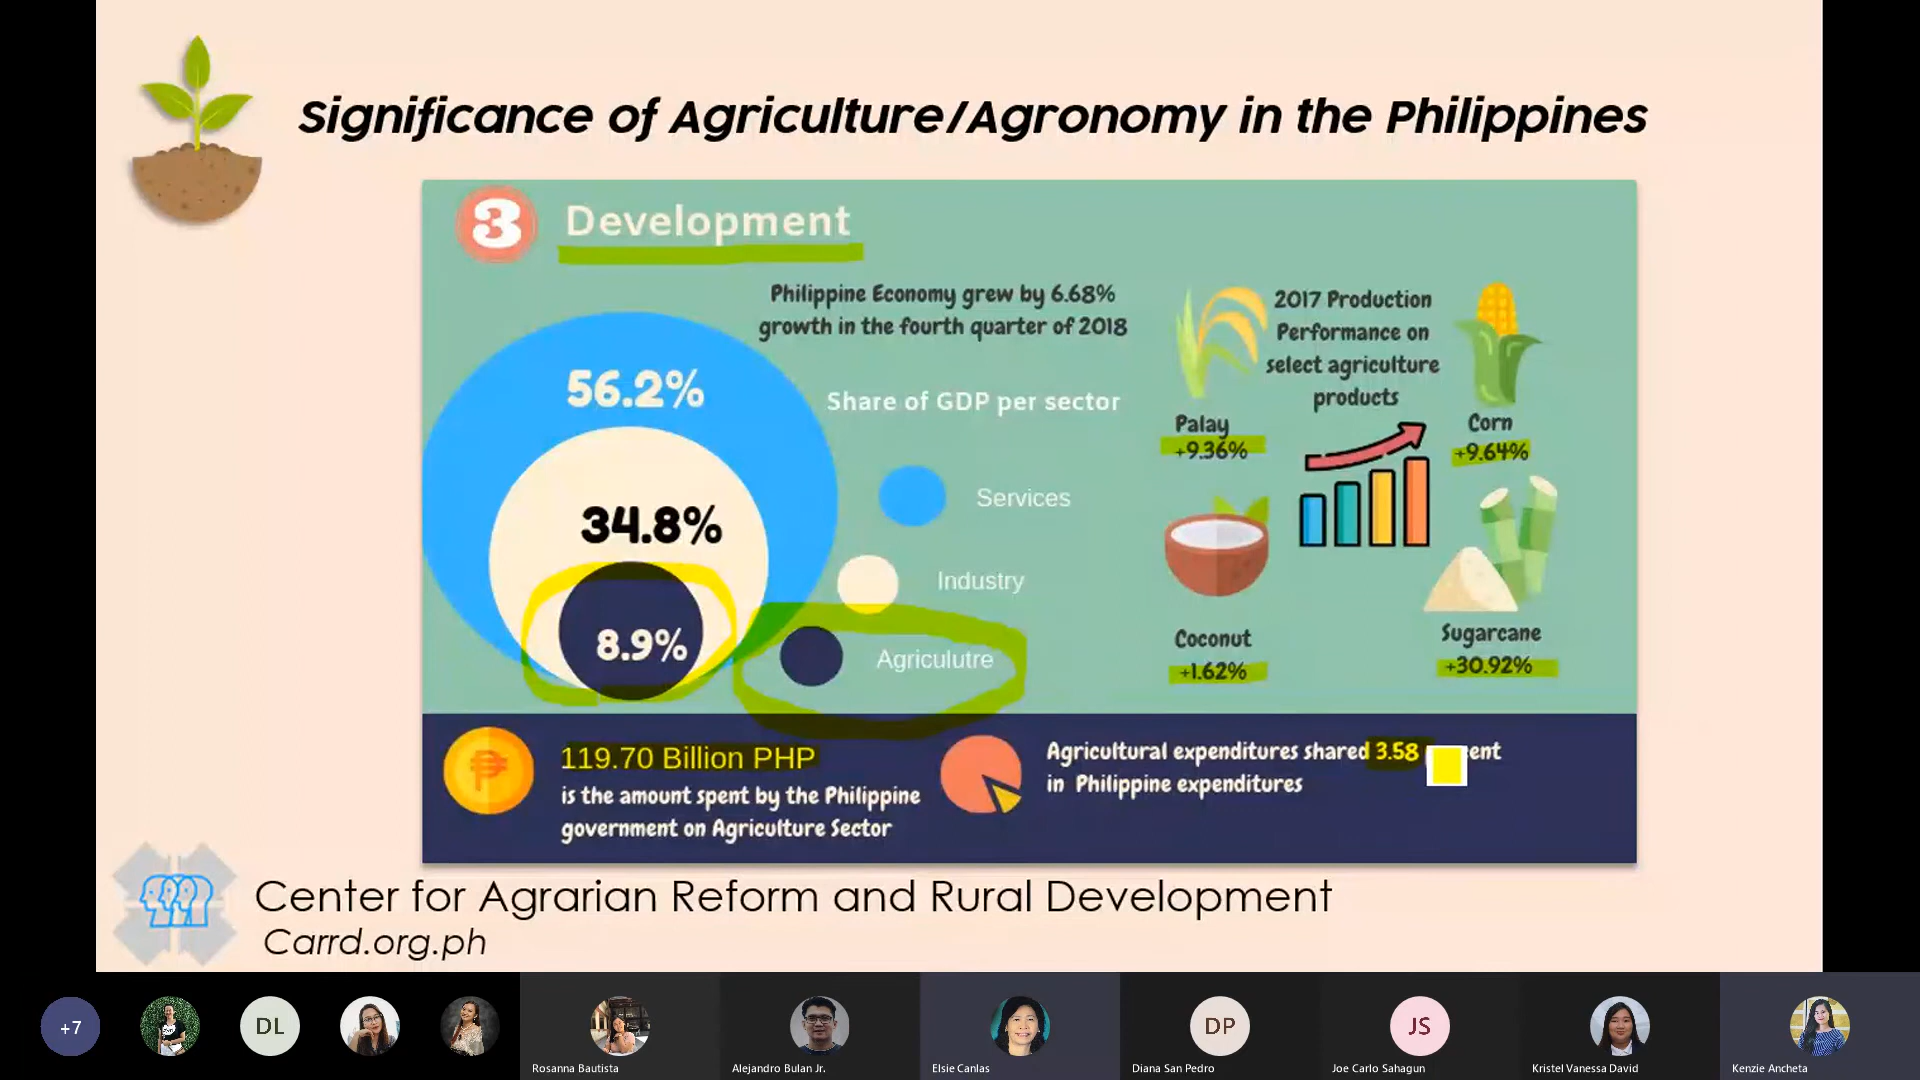 Significance of Agriculture/Agronomy in the Philippines
3
Development
Philippine Economy grew by 6.68%
growth in the fourth quarter of 2018
56.2%
34.8%
8.9%
Share of GDP per sector
Services
Industry
Agriculutre
2017 Production
Performance on
select agriculture
products
Palay
+9.36%
Corn
+9.64%
Coconut
+1.62%
Sugarcane
+30.92%
119.70 Billion PHP
is the amount spent by the Philippine
government on Agriculture Sector
Agricultural expenditures shared 3.58
in Philippine expenditures
Center for Agrarian Reform and Rural Development
Carrd.org.ph
+7
DL
DP
JS
Rosanna Bautista
Alejandro Bulan Jr.
Elsie Canlas
Diana San Pedro
Joe Carlo Sahagun
Kristel Vanessa David
Kenzie Ancheta